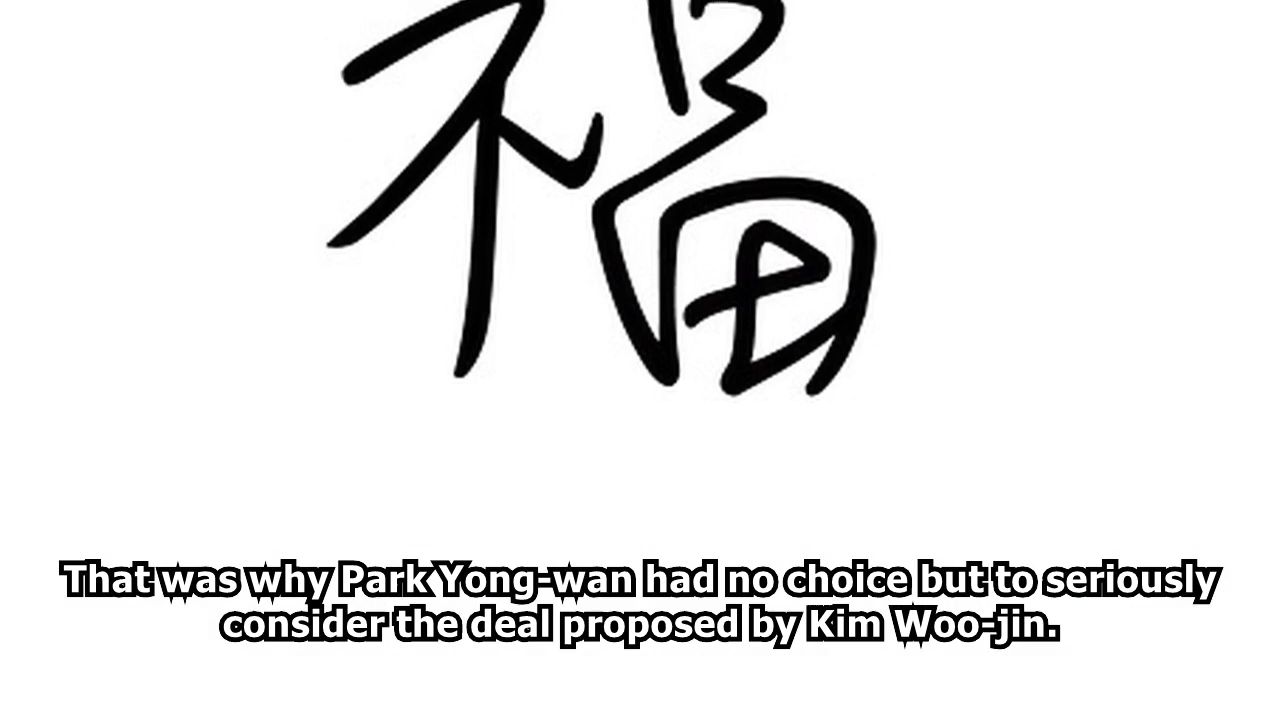 福
That was why Park Yong-wan had no choice but to seriously
consider the deal proposed by Kim Woo-jin.